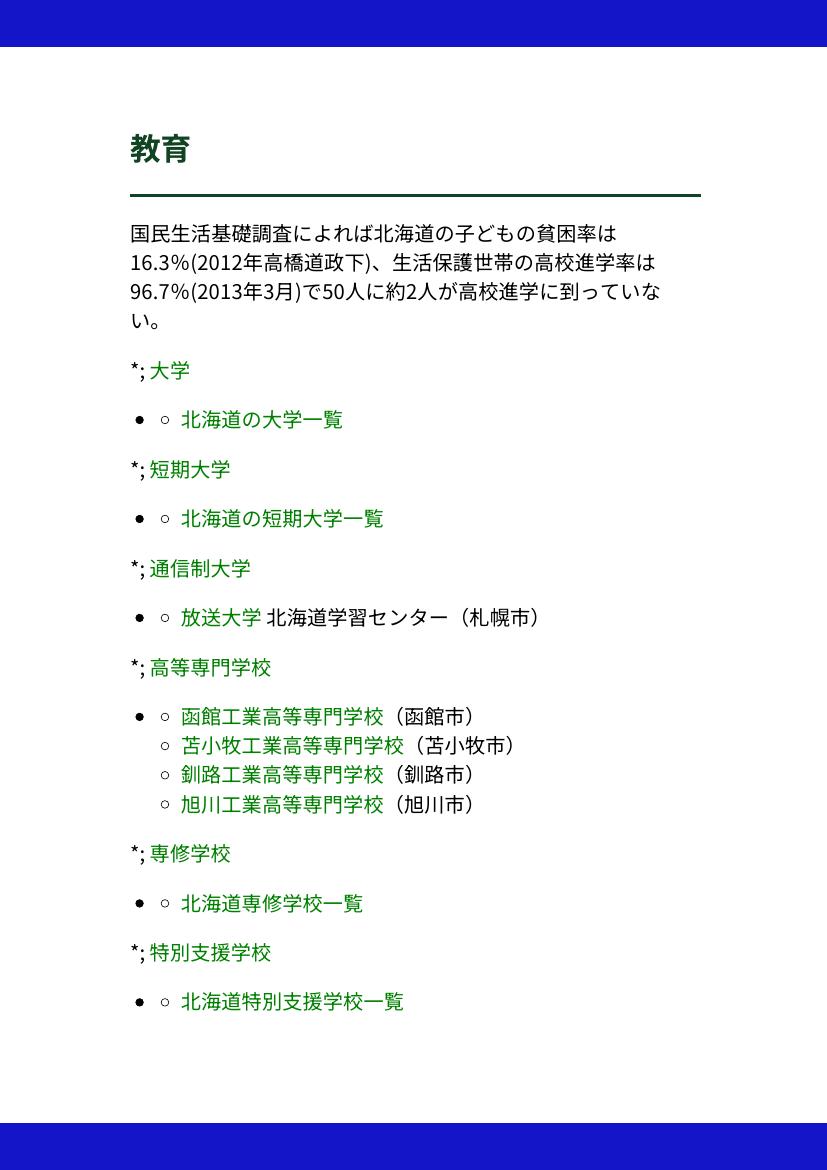 教育
国民生活基礎調査によれば北海道の子どもの貧困率は
16.3%(2012年高橋道政下)、生活保護世帯の高校進学率は
96.7%(2013年3月)で50人に約2人が高校進学に到っていな
い。
*; 大学
● ○ 北海道の大学一覧
*; 短期大学
● ○ 北海道の短期大学一覧
*; 通信制大学
● ○ 放送大学 北海道学習センター（札幌市）
*; 高等専門学校
● ○ 函館工業高等専門学校（函館市）
○ 苫小牧工業高等専門学校（苫小牧市）
○ 釧路工業高等専門学校（釧路市）
○ 旭川工業高等専門学校（旭川市）
*; 専修学校
● ○ 北海道専修学校一覧
*; 特別支援学校
● ○ 北海道特別支援学校一覧